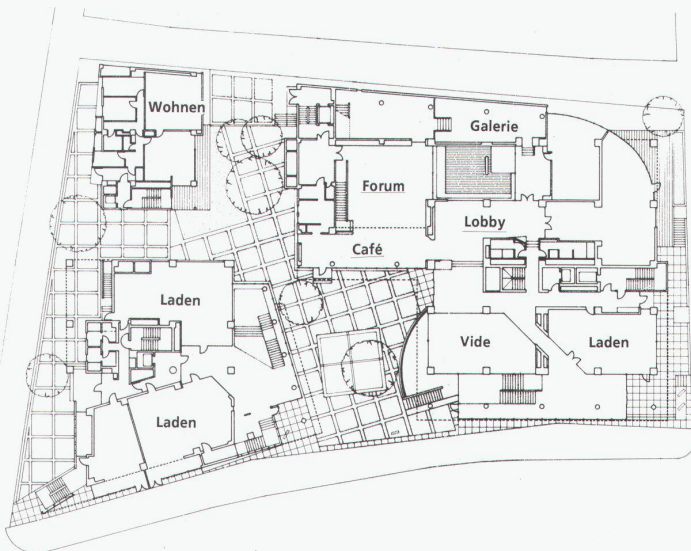 Wohnen
Galerie
Forum
Lobby
Café
Laden
Vide
Laden
Laden